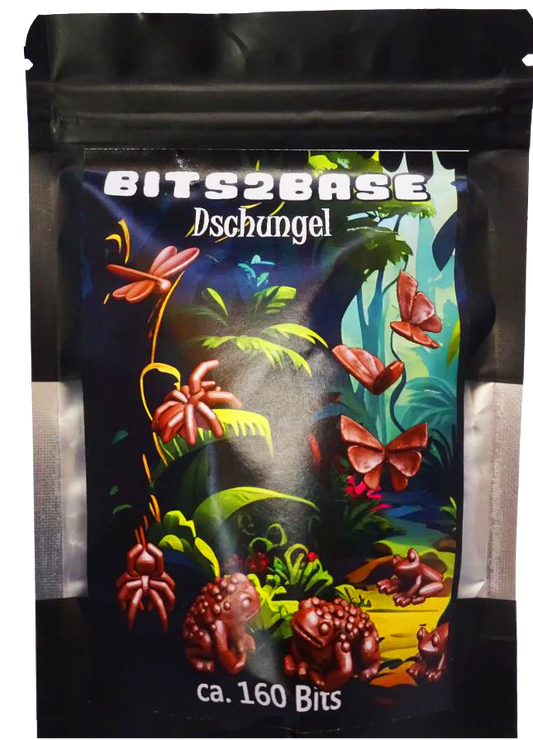 BITS2BASE
Dschungel
ca. 160 Bits